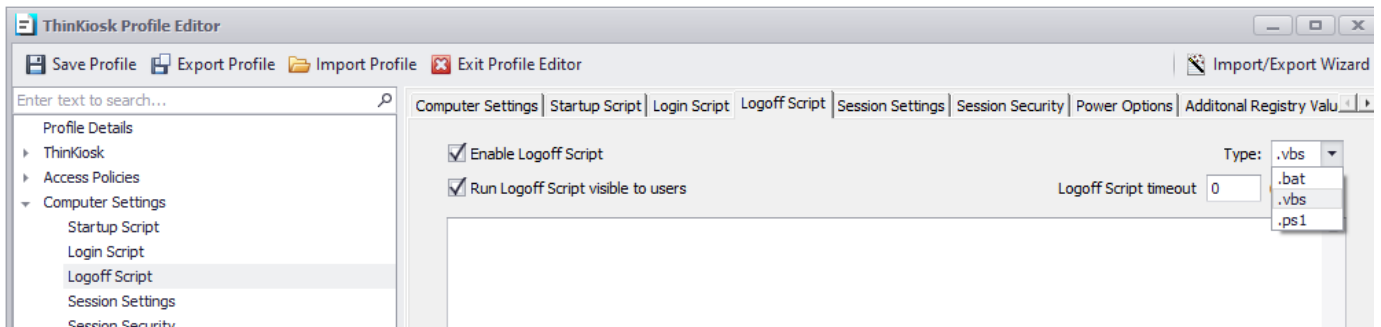 ThinKiosk Profile Editor
Save Profile Export Profile Import Profile Exit Profile Editor Import/Export Wizard
Enter text to search...
Profile Details
ThinKiosk
Access Policies
Computer Settings
Startup Script
Login Script
Logoff Script
Session Settings
Session Security
Computer Settings Startup Script Login Script Logoff Script Session Settings Session Security Power Options Additonal Registry Valu
Enable Logoff Script Type: .vbs
Run Logoff Script visible to users Logoff Script timeout 0
.bat
.vbs
.ps1